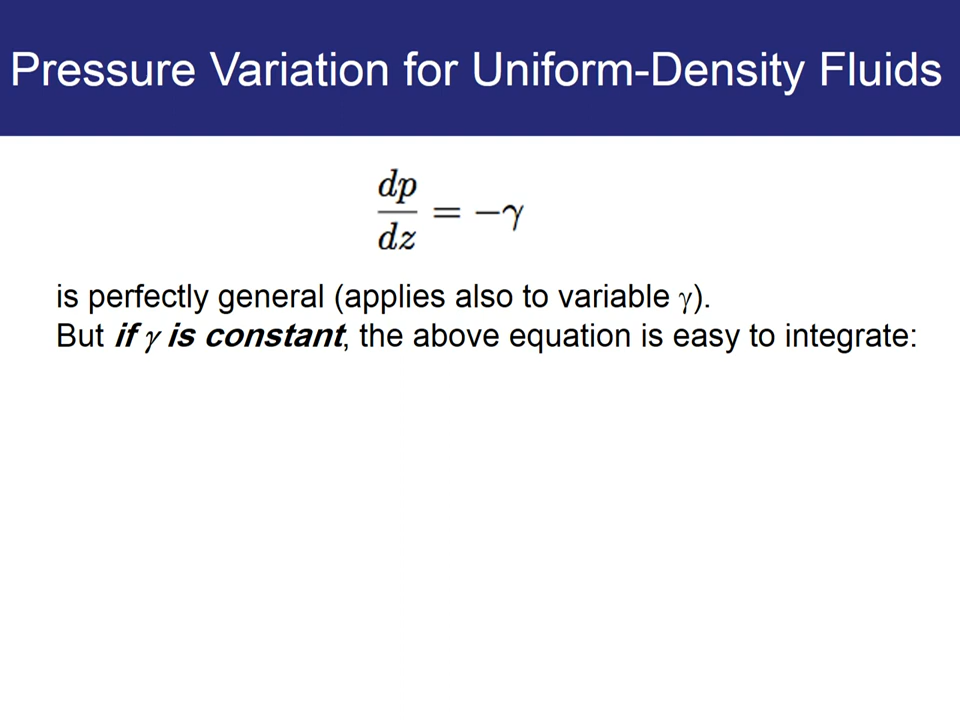 Pressure Variation for Uniform-Density Fluids
dp
dz
= −γ
is perfectly general (applies also to variable γ).
But if γ is constant, the above equation is easy to integrate: